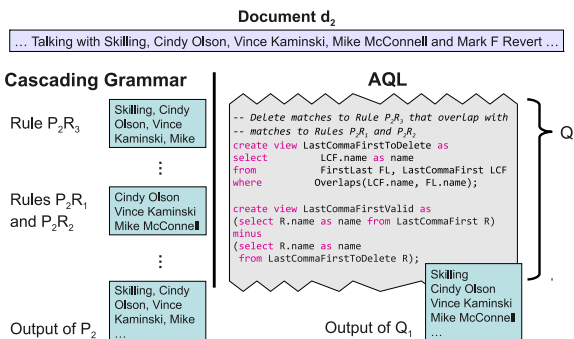 Document d₂
... Talking with Skilling, Cindy Olson, Vince Kaminski, Mike McConnell and Mark F Revert ...
Cascading Grammar
Rule P₂R₃
Skilling, Cindy
Olson, Vince
Kaminski, Mike
⋮
Rules P₂R₁
and P₂R₂
Cindy Olson
Vince Kaminski
Mike McConnell
⋮
Output of P₂
Skilling, Cindy
Olson, Vince
Kaminski, Mike
...
AQL
-- Delete matches to Rule P₂R₃ that overlap with
-- matches to Rules P₂R₁ and P₂R₂
create view LastCommaFirstToDelete as
select LCF.name as name
from FirstLast FL, LastCommaFirst LCF
where Overlaps(LCF.name, FL.name);
create view LastCommaFirstValid as
(select R.name as name from LastCommaFirst R)
minus
(select R.name as name
from LastCommaFirstToDelete R);
Q
Output of Q₁
Skilling
Cindy Olson
Vince Kaminski
Mike McConnell
...